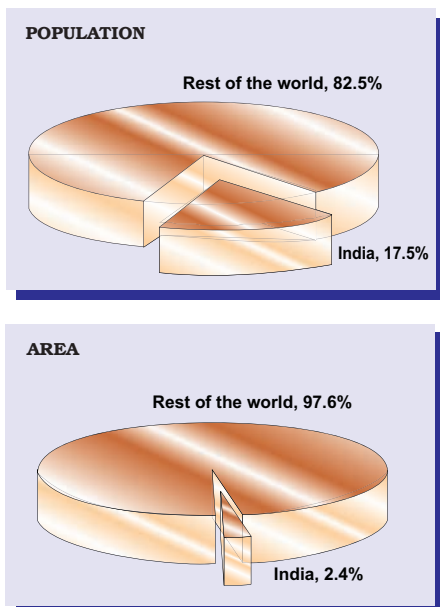 POPULATION
Rest of the world, 82.5%
India, 17.5%
AREA
Rest of the world, 97.6%
India, 2.4%